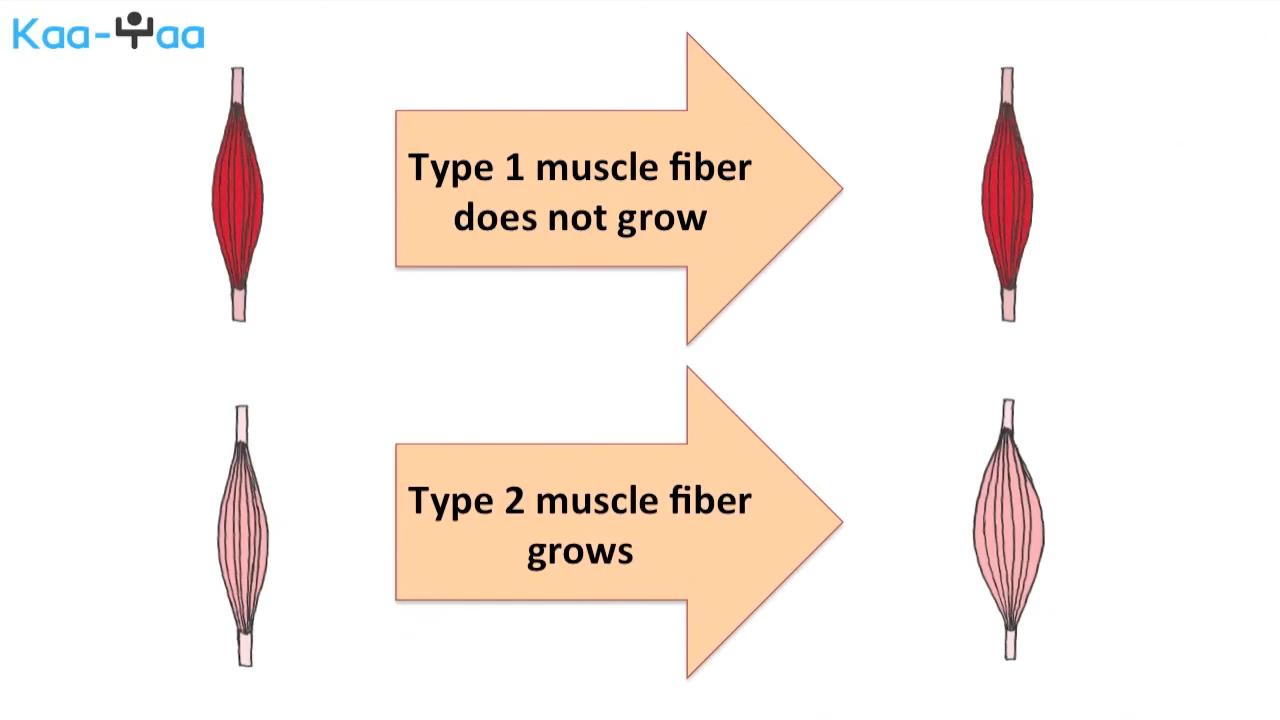 Kaa-Yaa
Type 1 muscle fiber
does not grow
Type 2 muscle fiber
grows